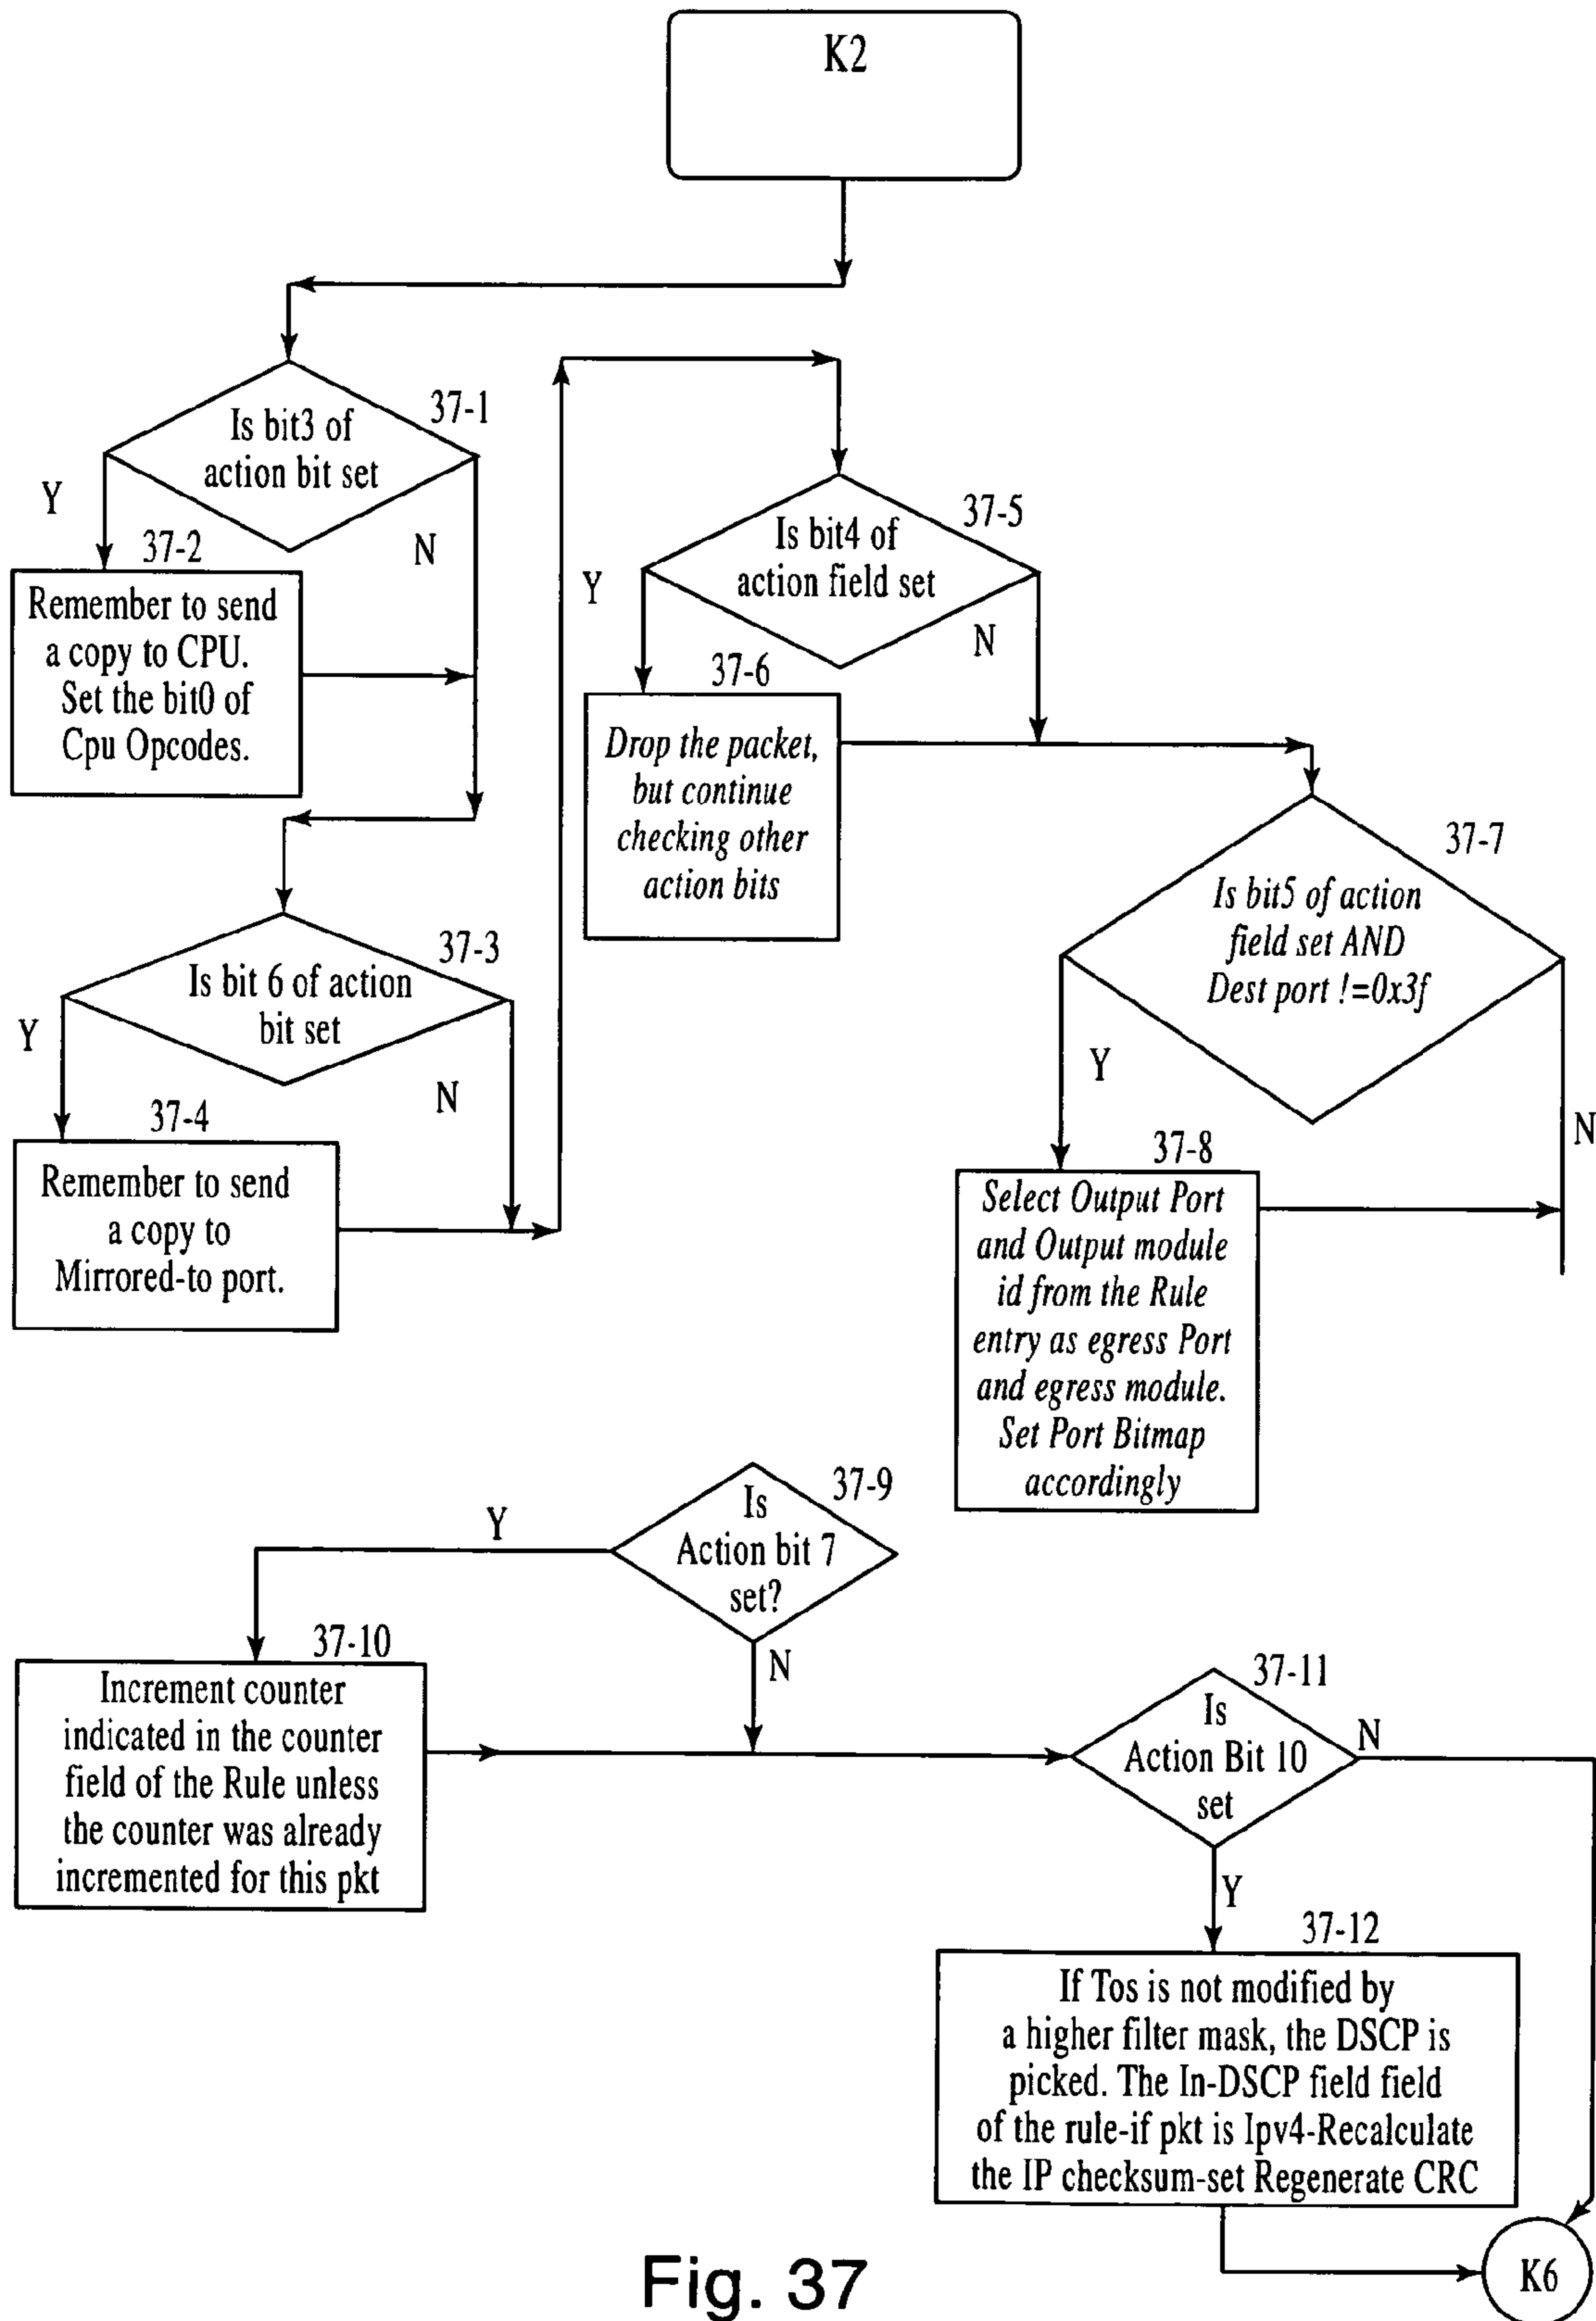 K2
37-1
Is bit3 of
action bit set
Y
N
37-2
Remember to send
a copy to CPU.
Set the bit0 of
Cpu Opcodes.
37-3
Is bit 6 of action
bit set
Y
N
37-4
Remember to send
a copy to
Mirrored-to port.
37-5
Is bit4 of
action field set
Y
N
37-6
Drop the packet,
but continue
checking other
action bits
37-7
Is bit5 of action
field set AND
Dest port !=0x3f
Y
N
37-8
Select Output Port
and Output module
id from the Rule
entry as egress Port
and egress module.
Set Port Bitmap
accordingly
37-9
Is
Action bit 7
set?
Y
N
37-10
Increment counter
indicated in the counter
field of the Rule unless
the counter was already
incremented for this pkt
37-11
Is
Action Bit 10
set
N
Y
37-12
If Tos is not modified by
a higher filter mask, the DSCP is
picked. The In-DSCP field field
of the rule-if pkt is Ipv4-Recalculate
the IP checksum-set Regenerate CRC
K6
Fig. 37